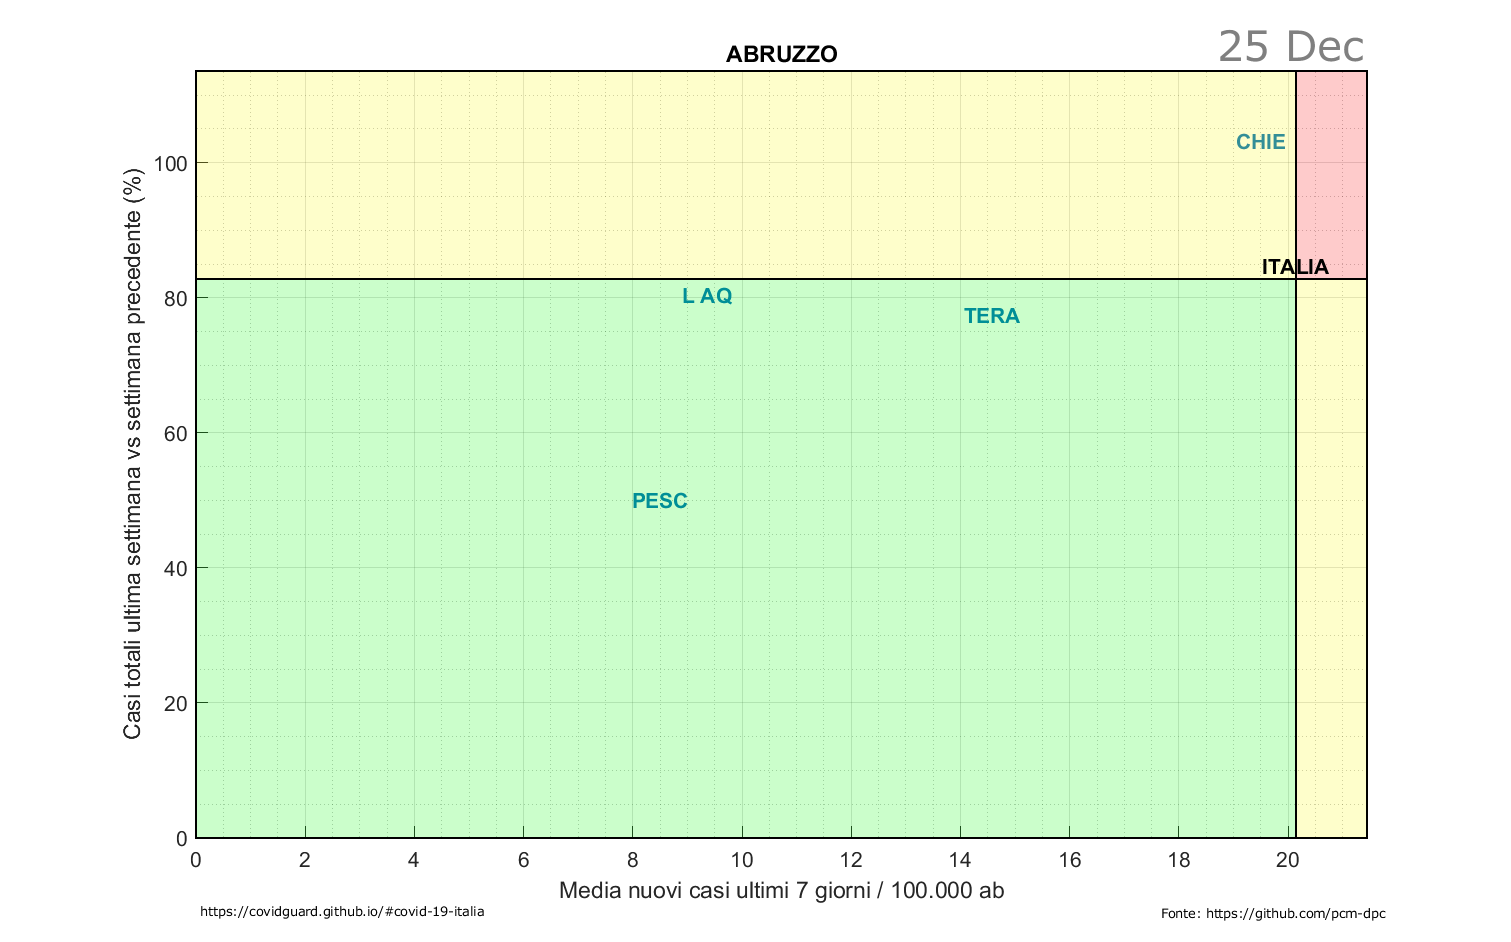 25 Dec
ABRUZZO
Casi totali ultima settimana vs settimana precedente (%)
100
80
60
40
20
0
CHIE
ITALIA
L AQ
TERA
PESC
0 2 4 6 8 10 12 14 16 18 20
Media nuovi casi ultimi 7 giorni / 100.000 ab
https://covidguard.github.io/#covid-19-italia
Fonte: https://github.com/pcm-dpc